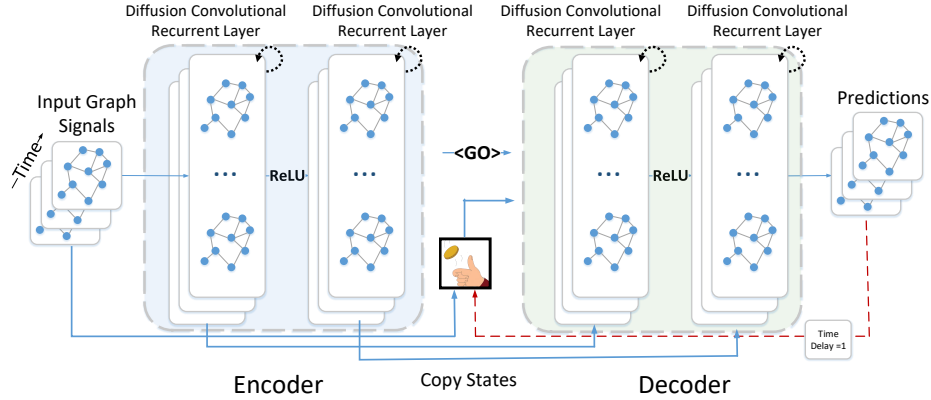 Diffusion Convolutional
Recurrent Layer
Diffusion Convolutional
Recurrent Layer
Diffusion Convolutional
Recurrent Layer
Diffusion Convolutional
Recurrent Layer
Input Graph
Signals
Time
...
ReLU
...
<GO>
...
ReLU
...
Predictions
Time
Delay =1
Encoder
Copy States
Decoder